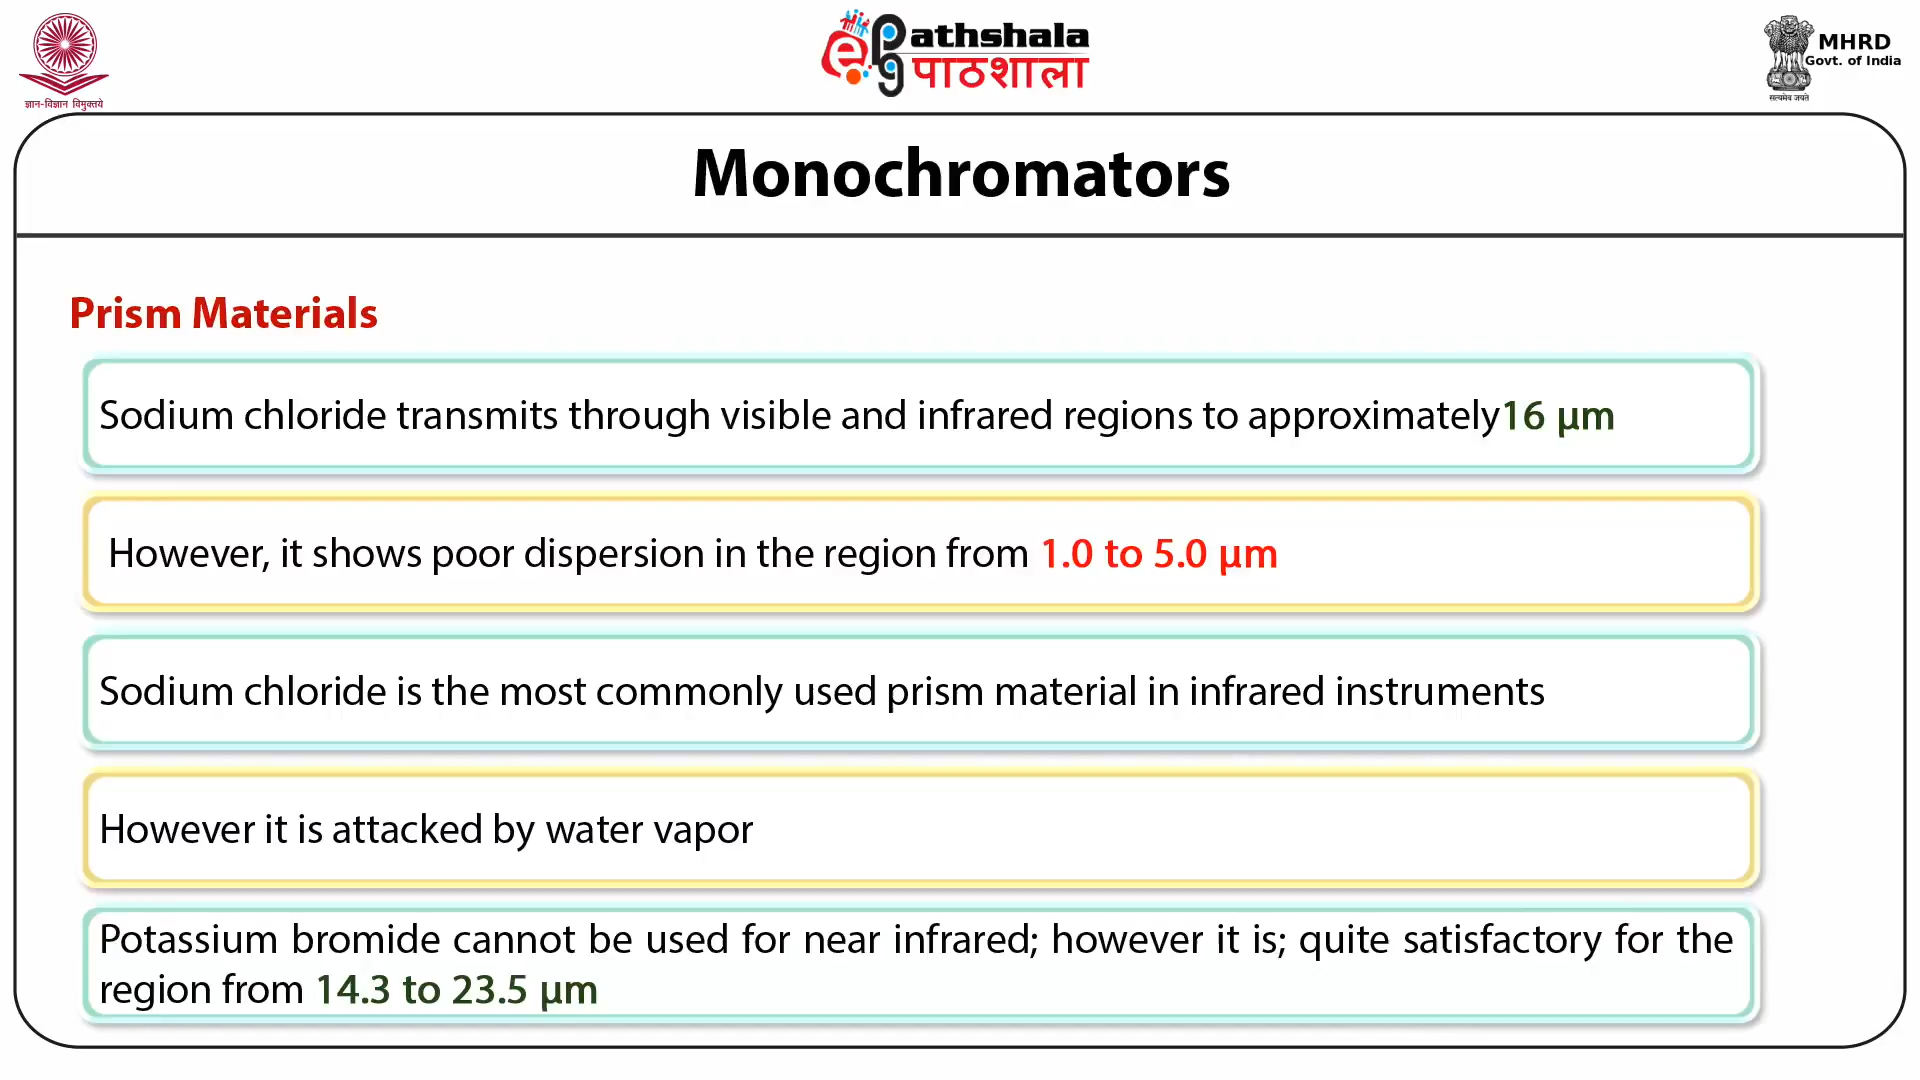 ज्ञान-विज्ञान विमुक्तये
ePathshala
पाठशाला
MHRD
Govt. of India
सत्यमेव जयते
Monochromators
Prism Materials
Sodium chloride transmits through visible and infrared regions to approximately16 µm
However, it shows poor dispersion in the region from 1.0 to 5.0 µm
Sodium chloride is the most commonly used prism material in infrared instruments
However it is attacked by water vapor
Potassium bromide cannot be used for near infrared; however it is; quite satisfactory for the
region from 14.3 to 23.5 µm